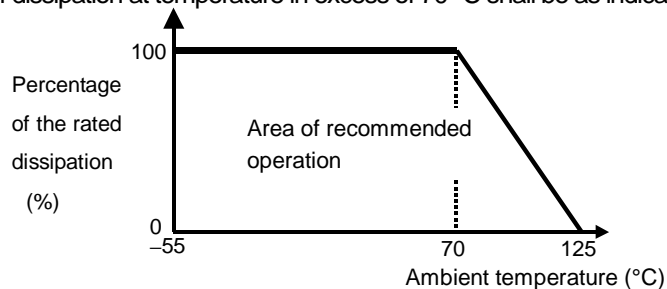 dissipation at temperature in excess of 70 °C shall be as indica
100
Percentage
of the rated
dissipation
(%)
Area of recommended
operation
0
−55
70
125
Ambient temperature (°C)